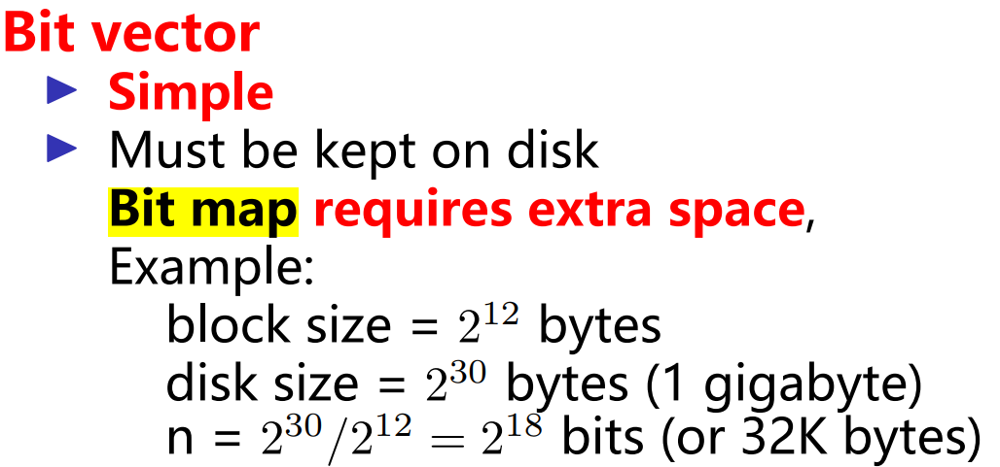 Bit vector
▶ Simple
▶ Must be kept on disk
Bit map requires extra space,
Example:
block size = 2^12 bytes
disk size = 2^30 bytes (1 gigabyte)
n = 2^30/2^12 = 2^18 bits (or 32K bytes)